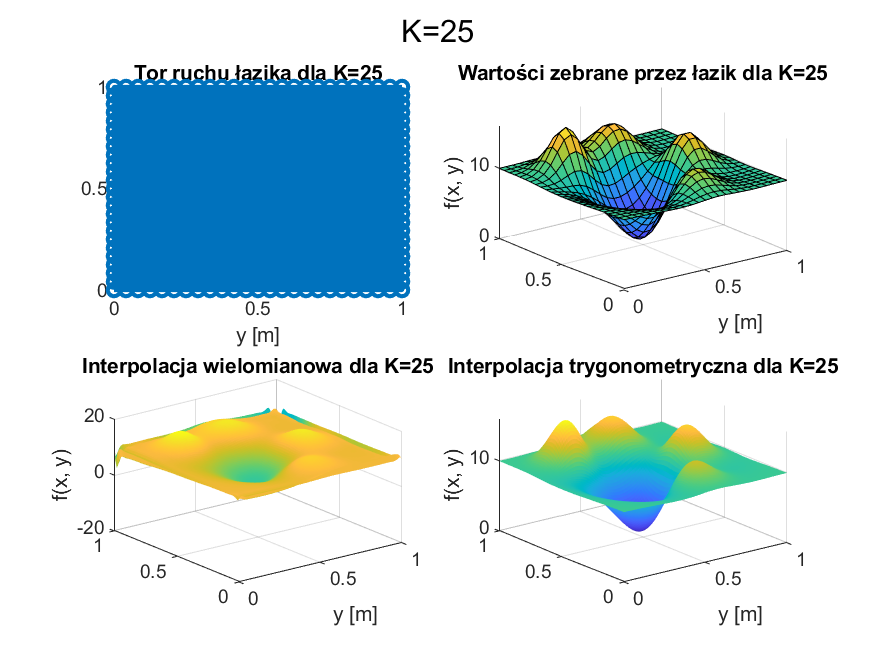 K=25
Tor ruchu łazika dla K=25
1
0.5
0
0
0.5
1
y [m]
Wartości zebrane przez łazik dla K=25
f(x, y)
10
0
1
0.5
0
0
0.5
1
y [m]
Interpolacja wielomianowa dla K=25
f(x, y)
20
0
-20
1
0.5
0
0
0.5
1
y [m]
Interpolacja trygonometryczna dla K=25
f(x, y)
10
0
1
0.5
0
0
0.5
1
y [m]